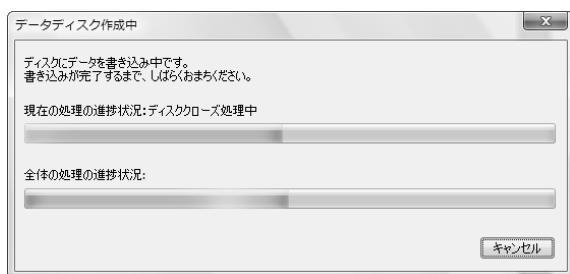 データディスク作成中
ディスクにデータを書き込み中です。
書き込みが完了するまで、しばらくおまちください。
現在の処理の進捗状況:ディスククローズ処理中
全体の処理の進捗状況:
キャンセル